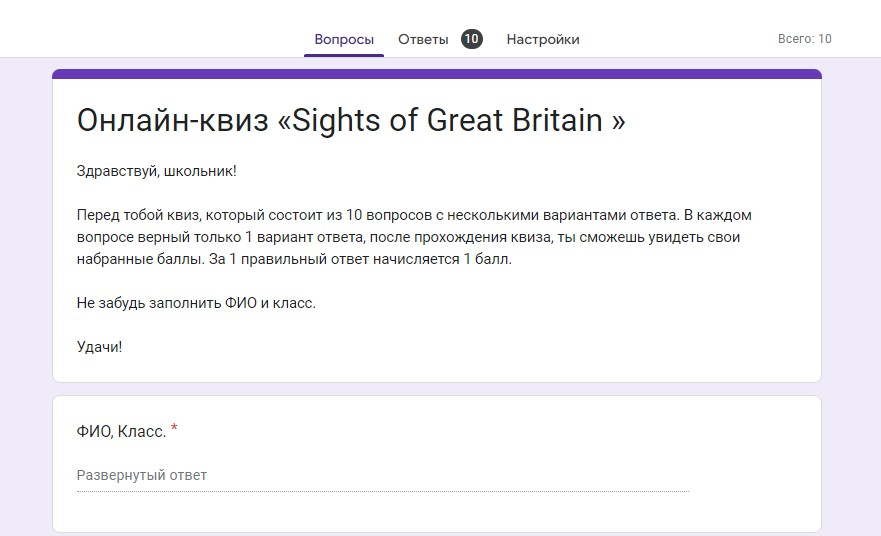 Вопросы Ответы 10 Настройки Всего: 10
Онлайн-квиз «Sights of Great Britain »
Здравствуй, школьник!
Перед тобой квиз, который состоит из 10 вопросов с несколькими вариантами ответа. В каждом
вопросе верный только 1 вариант ответа, после прохождения квиза, ты сможешь увидеть свои
набранные баллы. За 1 правильный ответ начисляется 1 балл.
Не забудь заполнить ФИО и класс.
Удачи!
ФИО, Класс. *
Развернутый ответ